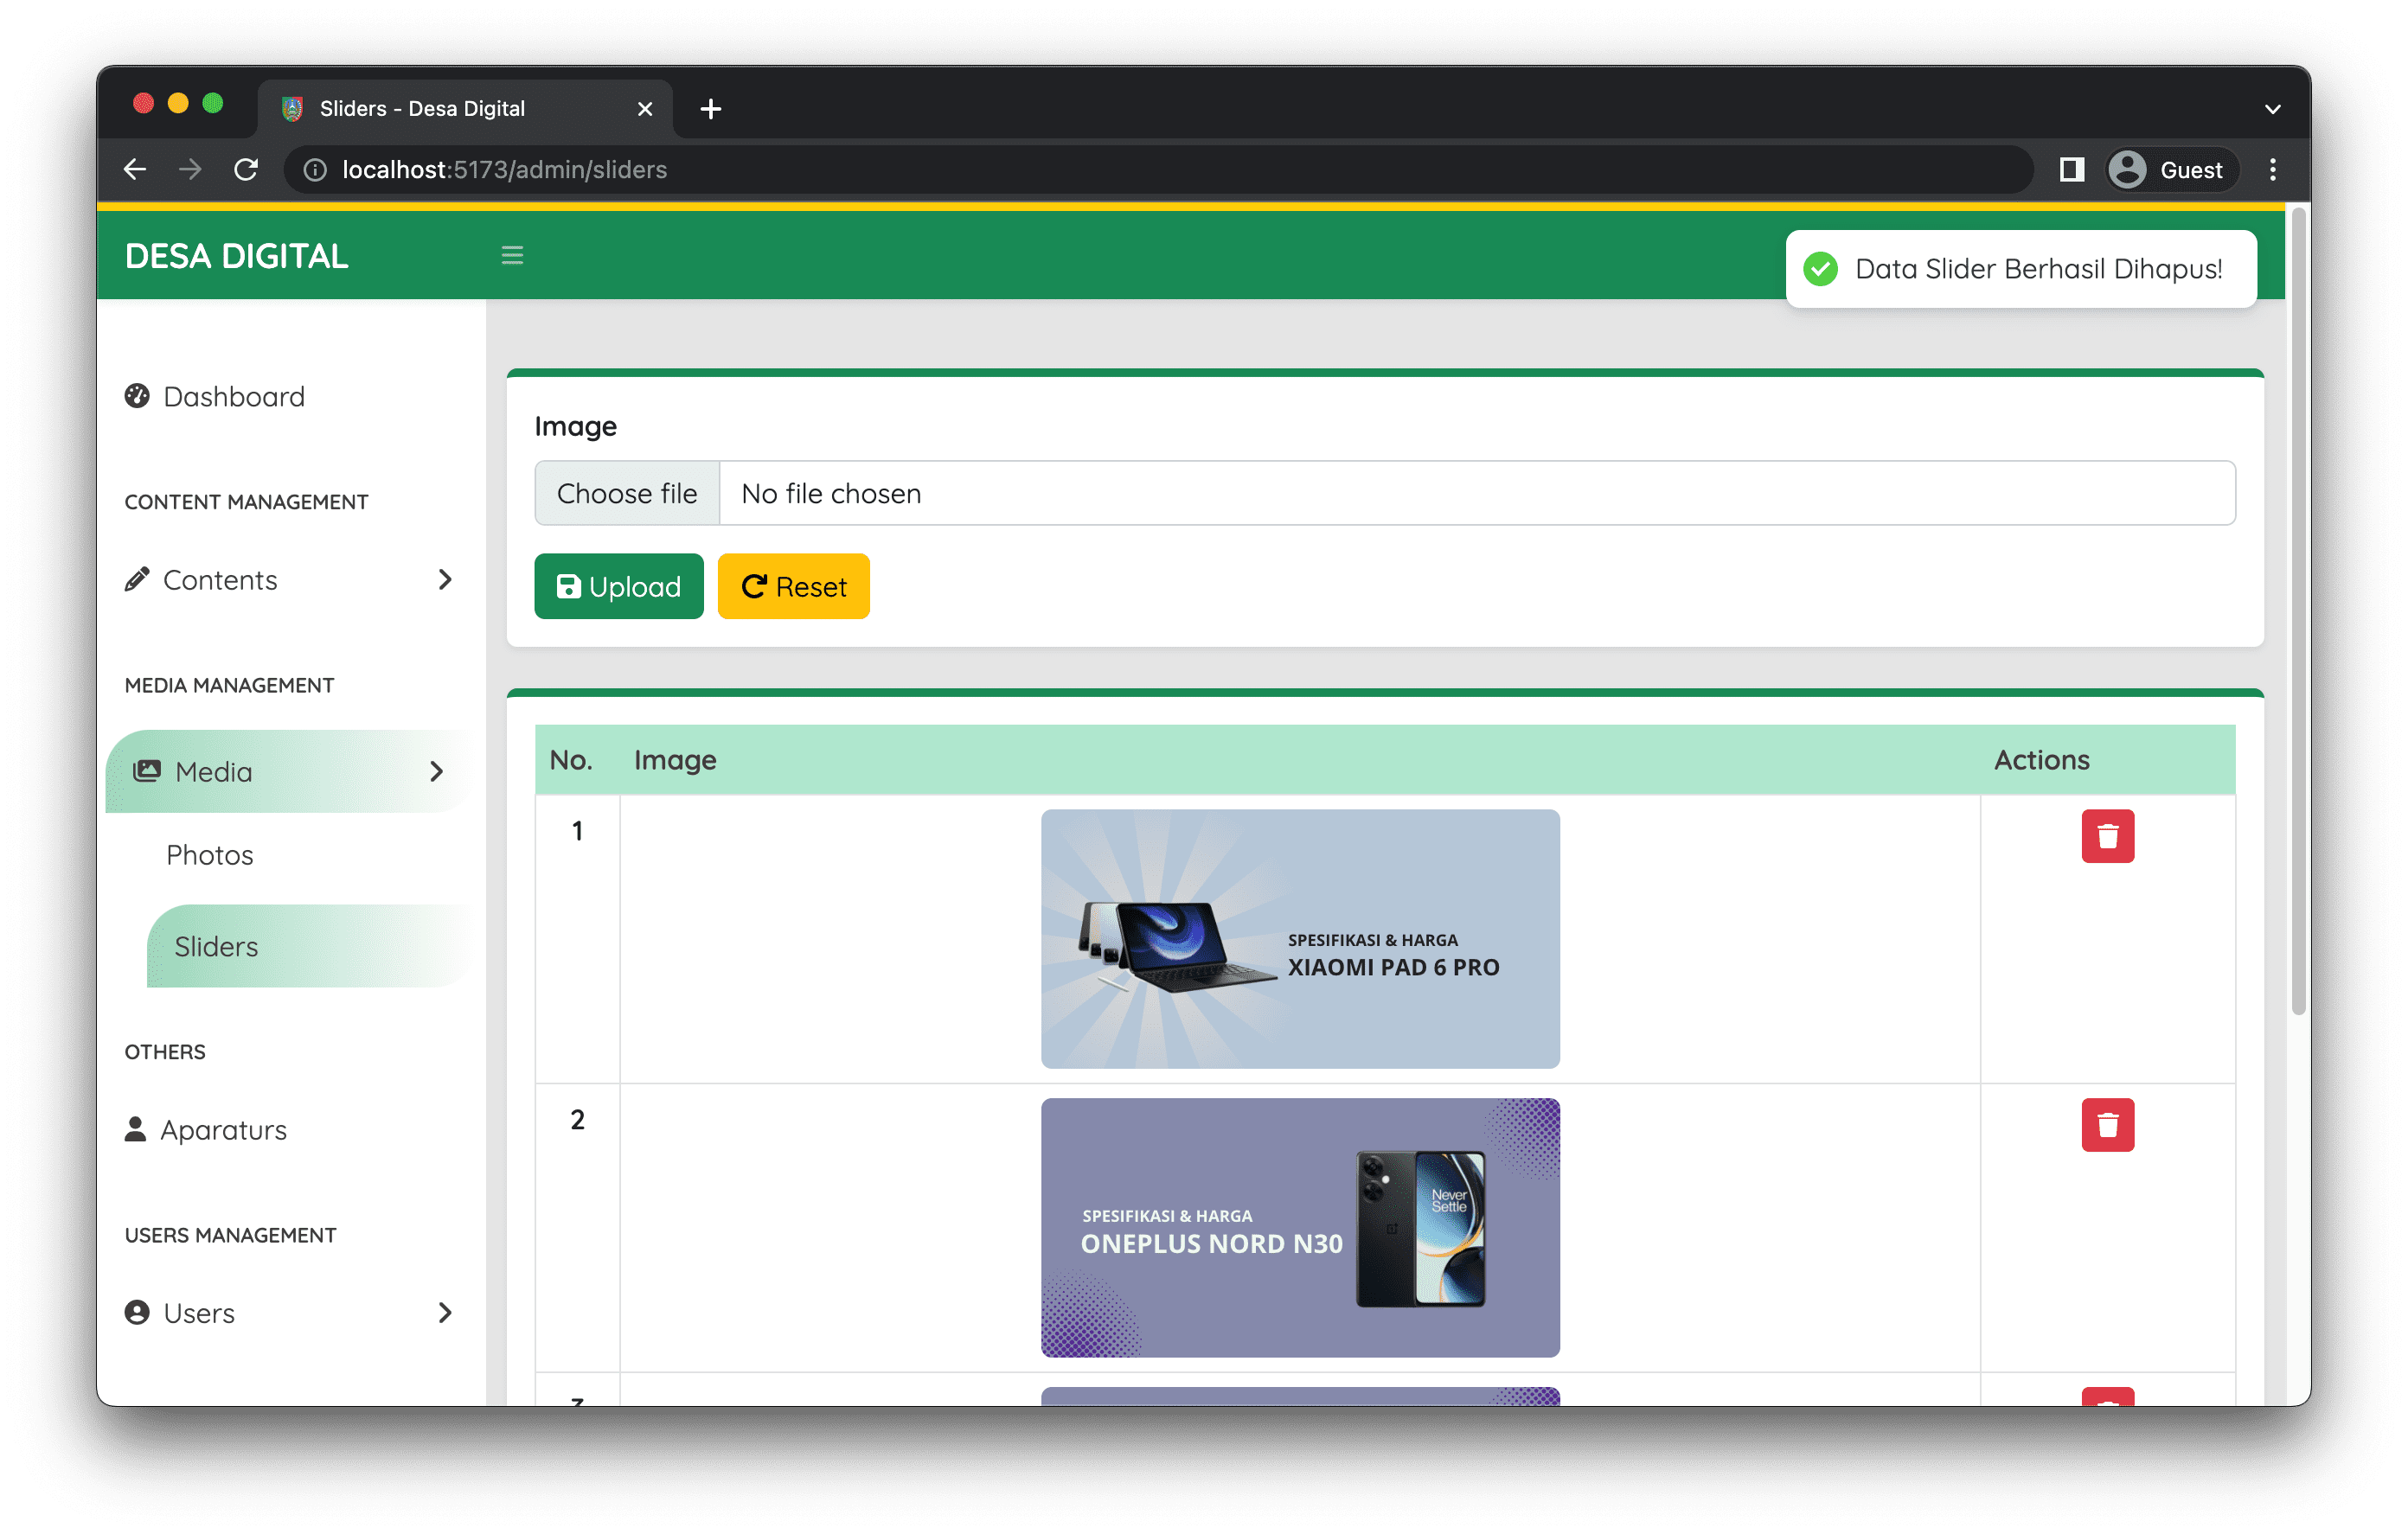 Sliders - Desa Digital
localhost:5173/admin/sliders
Guest
DESA DIGITAL
Data Slider Berhasil Dihapus!
Dashboard
CONTENT MANAGEMENT
Contents
MEDIA MANAGEMENT
Media
Photos
Sliders
OTHERS
Aparaturs
USERS MANAGEMENT
Users
Image
Choose file No file chosen
Upload Reset
No. Image Actions
1
SPESIFIKASI & HARGA
XIAOMI PAD 6 PRO
2
SPESIFIKASI & HARGA
ONEPLUS NORD N30
Never
Settle